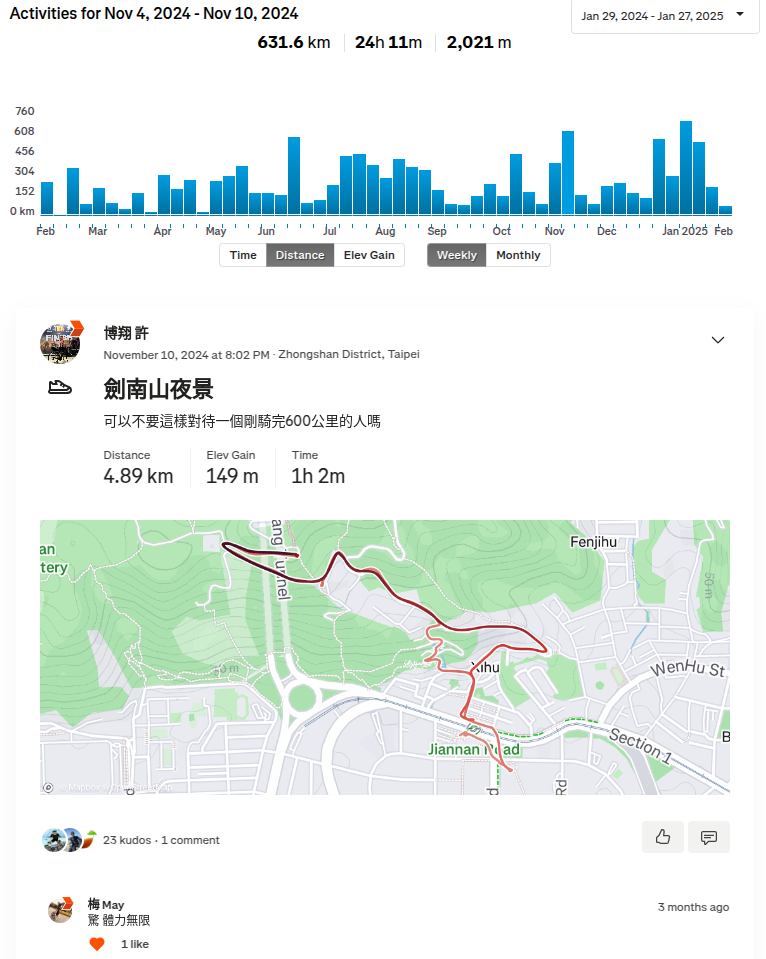 Activities for Nov 4, 2024 - Nov 10, 2024
Jan 29, 2024 - Jan 27, 2025
631.6 km 24h 11m 2,021 m
760
608
456
304
152
0 km
Feb Mar Apr May Jun Jul Aug Sep Oct Nov Dec Jan 2025 Feb
Time Distance Elev Gain Weekly Monthly
博翔 許
November 10, 2024 at 8:02 PM · Zhongshan District, Taipei
劍南山夜景
可以不要這樣對待一個剛騎完600公里的人嗎
Distance Elev Gain Time
4.89 km 149 m 1h 2m
Fenjihu
an
tery
ang Tunnel
50 m
50 m
Xihu
WenHu St
Section 1
B
Jiannan Road
Rd
d
d
© Mapbox
23 kudos · 1 comment
梅 May
3 months ago
驚 體力無限
1 like